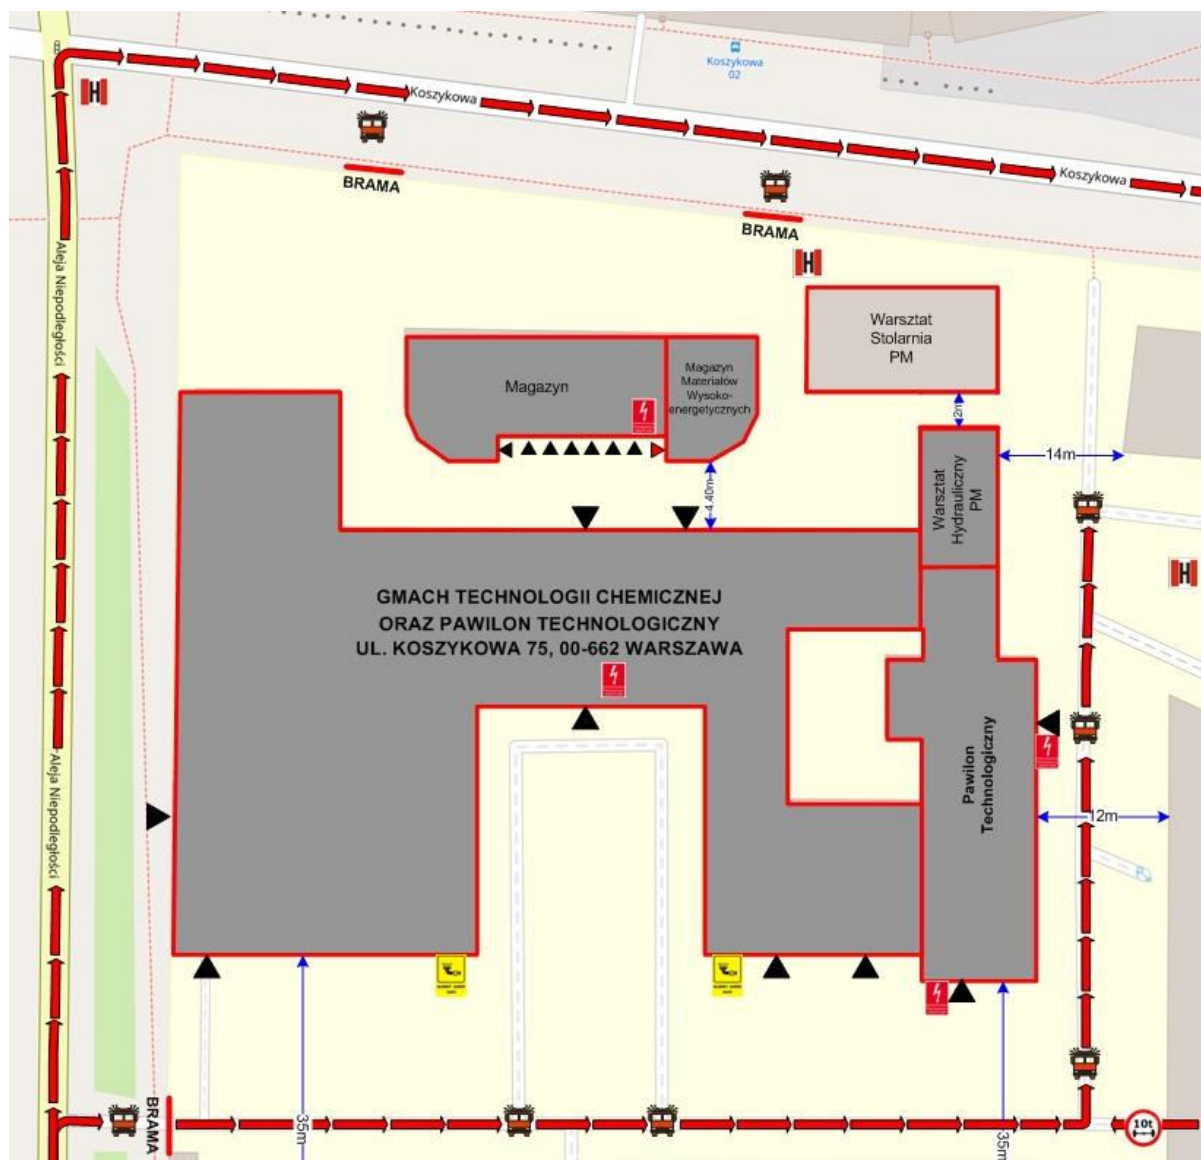 Koszykowa
02
Koszykowa
H
Koszykowa
BRAMA
BRAMA
H
Aleja Niepodległości
Warsztat
Stolarnia
PM
Magazyn
Magazyn
Materiałów
Wysoko-
energetycznych
2m
14m
Warsztat
Hydrauliczny
PM
4.40m
H
GMACH TECHNOLOGII CHEMICZNEJ
ORAZ PAWILON TECHNOLOGICZNY
UL. KOSZYKOWA 75, 00-662 WARSZAWA
Pawilon
Technologiczny
Aleja Niepodległości
12m
BRAMA
35m
35m
10t